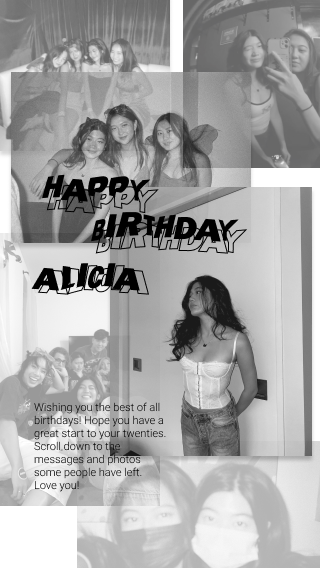 HAPPY
BIRTHDAY
ALICIA
Wishing you the best of all
birthdays! Hope you have a
great start to your twenties.
Scroll down to the
messages and photos
some people have left.
Love you!